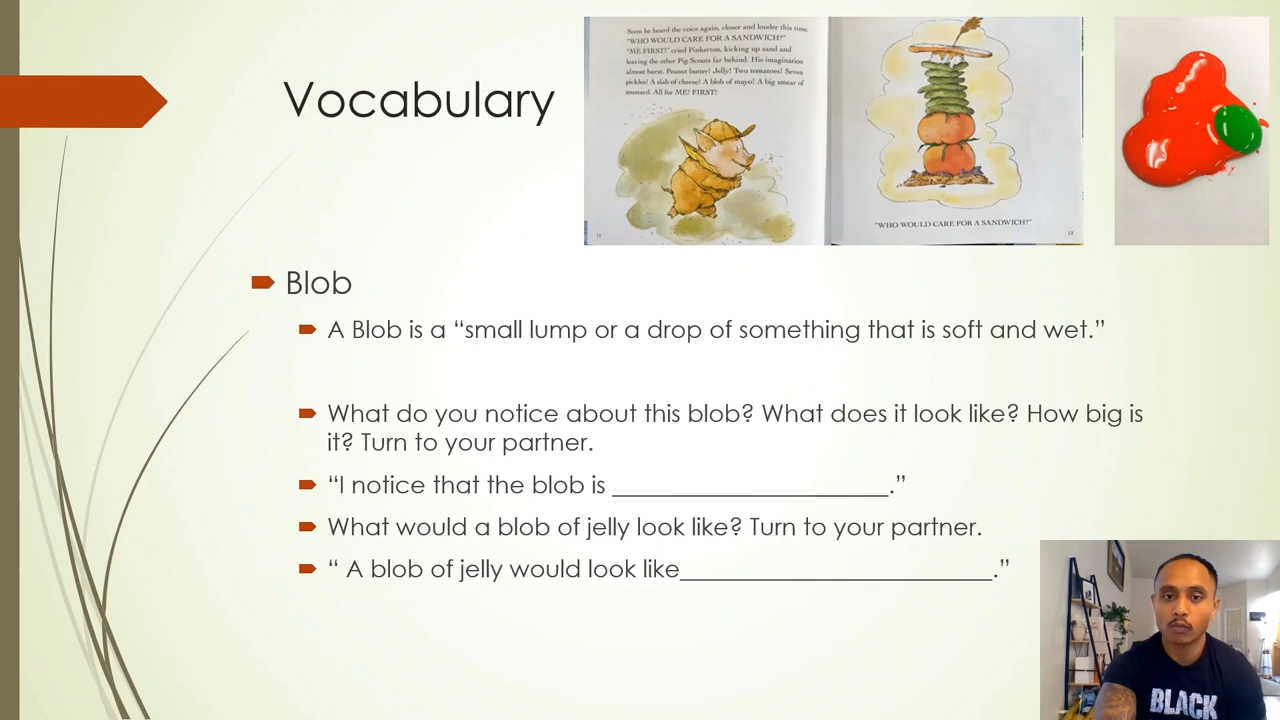 Vocabulary
Soon he heard the voice again, closer and louder this time.
"WHO WOULD CARE FOR A SANDWICH?"
"ME FIRST!" cried Pinkerton, kicking up sand and
leaving the other Pig Scouts far behind. His imagination
almost burst. Peanut butter! Jelly! Two tomatoes! Seven
pickles! A slab of cheese! A blob of mayo! A big smear of
mustard. All for ME! FIRST!
12
"WHO WOULD CARE FOR A SANDWICH?"
13
Blob
A Blob is a “small lump or a drop of something that is soft and wet.”
What do you notice about this blob? What does it look like? How big is
it? Turn to your partner.
“I notice that the blob is ______________________.”
What would a blob of jelly look like? Turn to your partner.
“ A blob of jelly would look like_________________________.”
BLACK